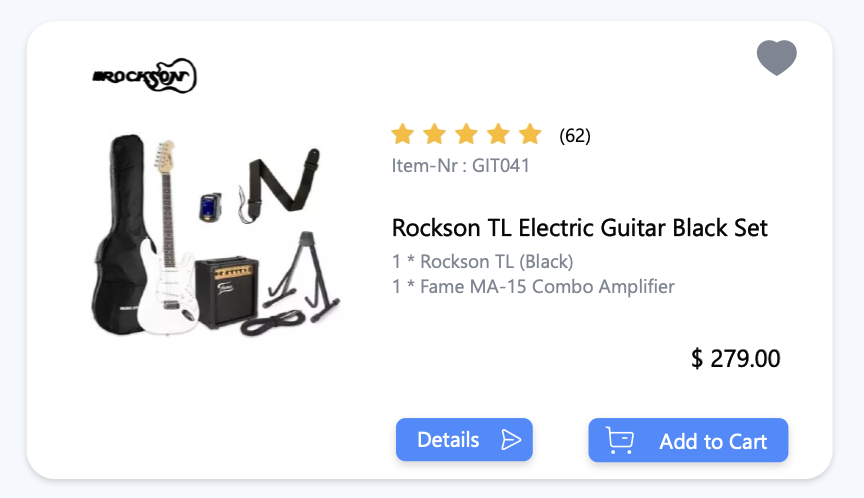 ROCKSON
(62)
Item-Nr : GIT041
Rockson TL Electric Guitar Black Set
1 * Rockson TL (Black)
1 * Fame MA-15 Combo Amplifier
$ 279.00
Details
Add to Cart